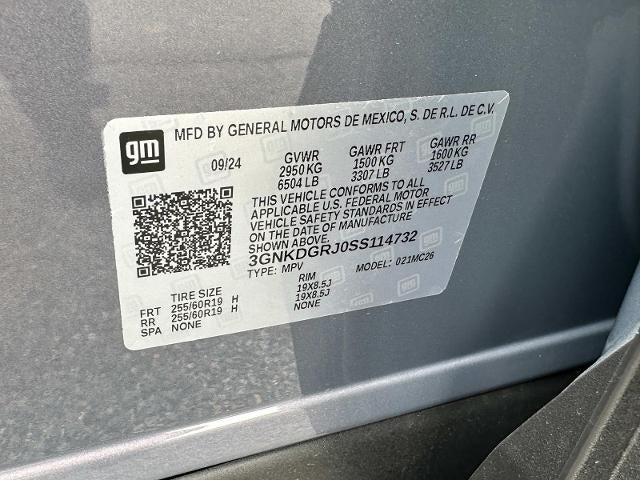 gm
MFD BY GENERAL MOTORS DE MEXICO, S. DE R.L. DE C.V.
09/24 GVWR GAWR FRT GAWR RR
2950 KG 1500 KG 1600 KG
6504 LB 3307 LB 3527 LB
THIS VEHICLE CONFORMS TO ALL
APPLICABLE U.S. FEDERAL MOTOR
VEHICLE SAFETY STANDARDS IN EFFECT
ON THE DATE OF MANUFACTURE
SHOWN ABOVE.
3GNKDGRJ0SS114732
TYPE: MPV MODEL: 021MC26
TIRE SIZE RIM
FRT 255/60R19 H 19X8.5J
RR 255/60R19 H 19X8.5J
SPA NONE NONE